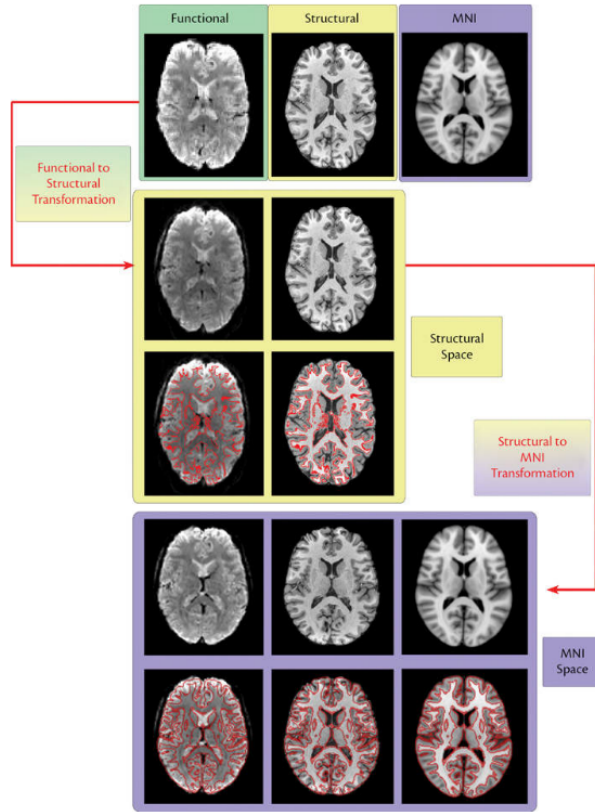 Functional
Structural
MNI
Functional to
Structural
Transformation
Structural
Space
Structural to
MNI
Transformation
MNI
Space